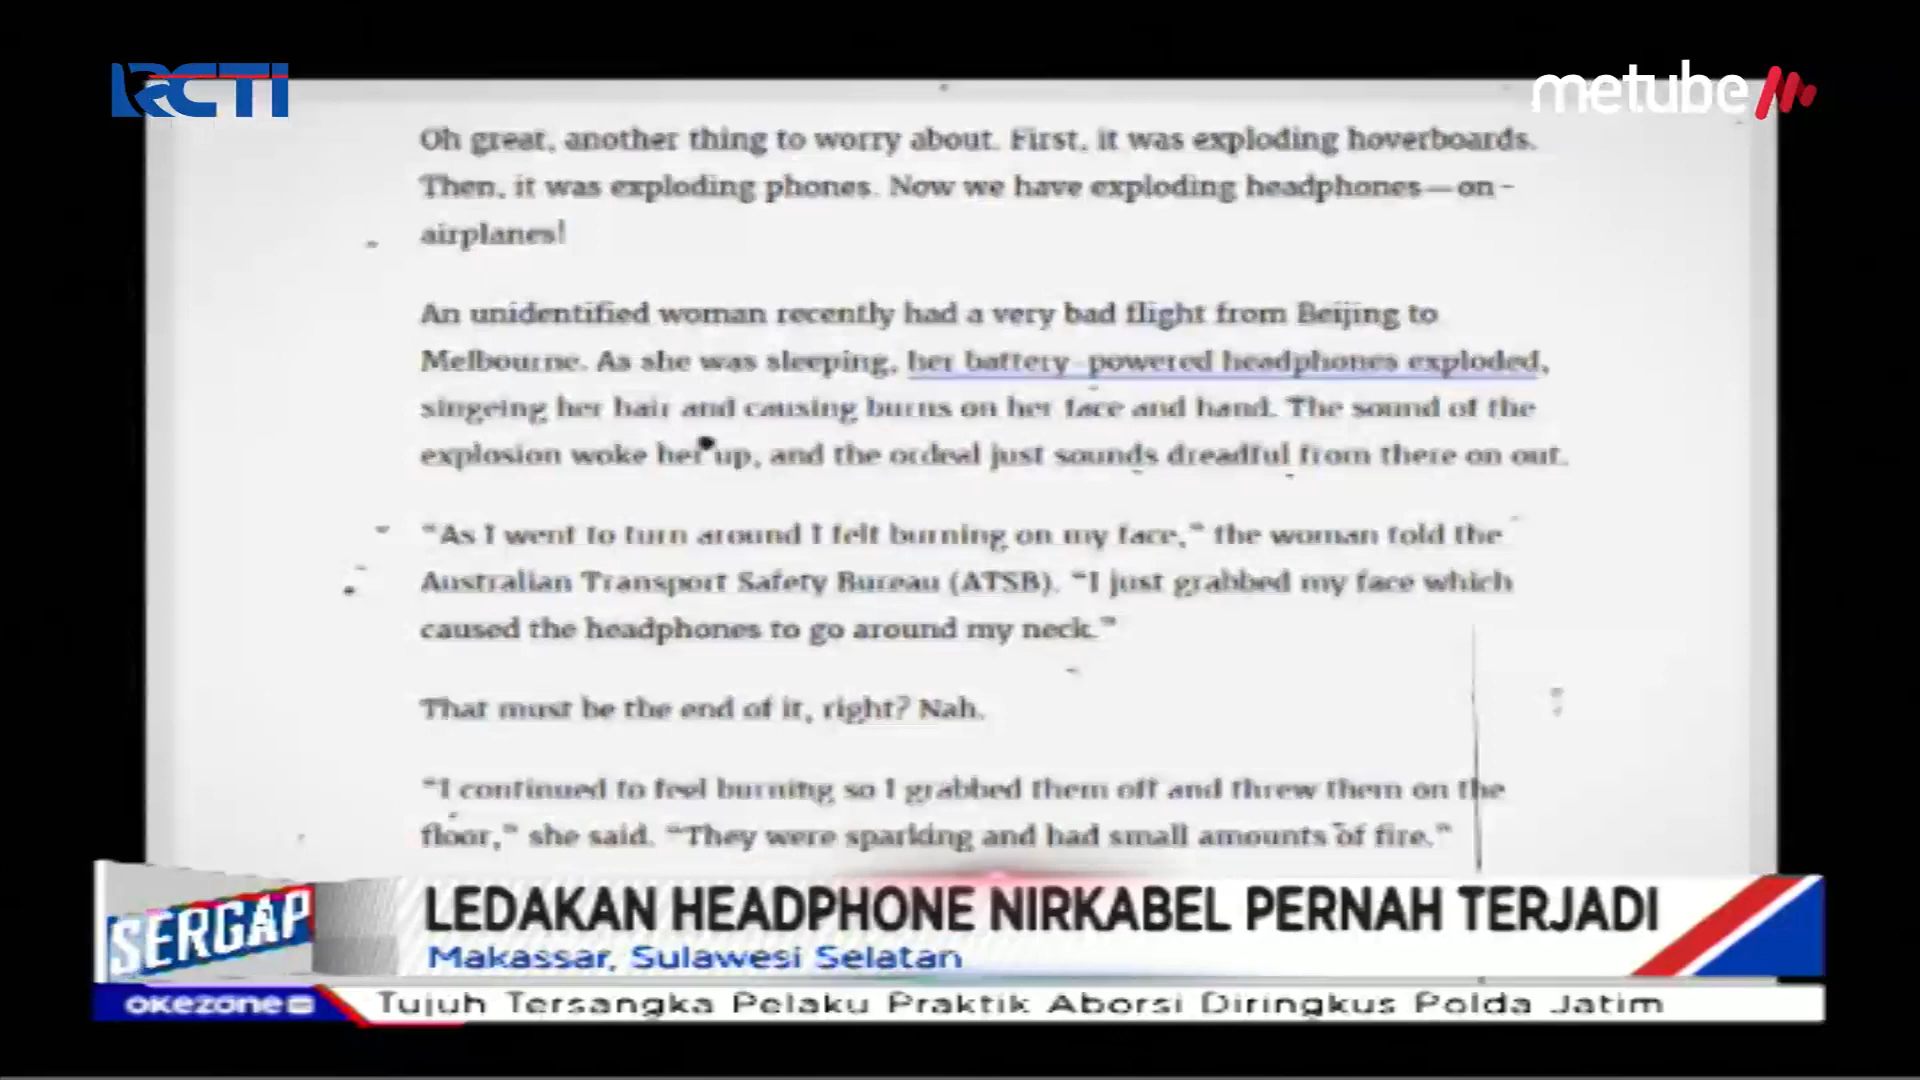 RCTI
metube
Oh great, another thing to worry about. First, it was exploding hoverboards.
Then, it was exploding phones. Now we have exploding headphones—on
airplanes!
An unidentified woman recently had a very bad flight from Beijing to
Melbourne. As she was sleeping, her battery-powered headphones exploded,
singeing her hair and causing burns on her face and hand. The sound of the
explosion woke her up, and the ordeal just sounds dreadful from there on out.
“As I went to turn around I felt burning on my face,” the woman told the
Australian Transport Safety Bureau (ATSB). “I just grabbed my face which
caused the headphones to go around my neck.”
That must be the end of it, right? Nah.
“I continued to feel burning so I grabbed them off and threw them on the
floor,” she said. “They were sparking and had small amounts of fire.”
SERGAP
LEDAKAN HEADPHONE NIRKABEL PERNAH TERJADI
Makassar, Sulawesi Selatan
okezone
Tujuh Tersangka Pelaku Praktik Aborsi Diringkus Polda Jatim